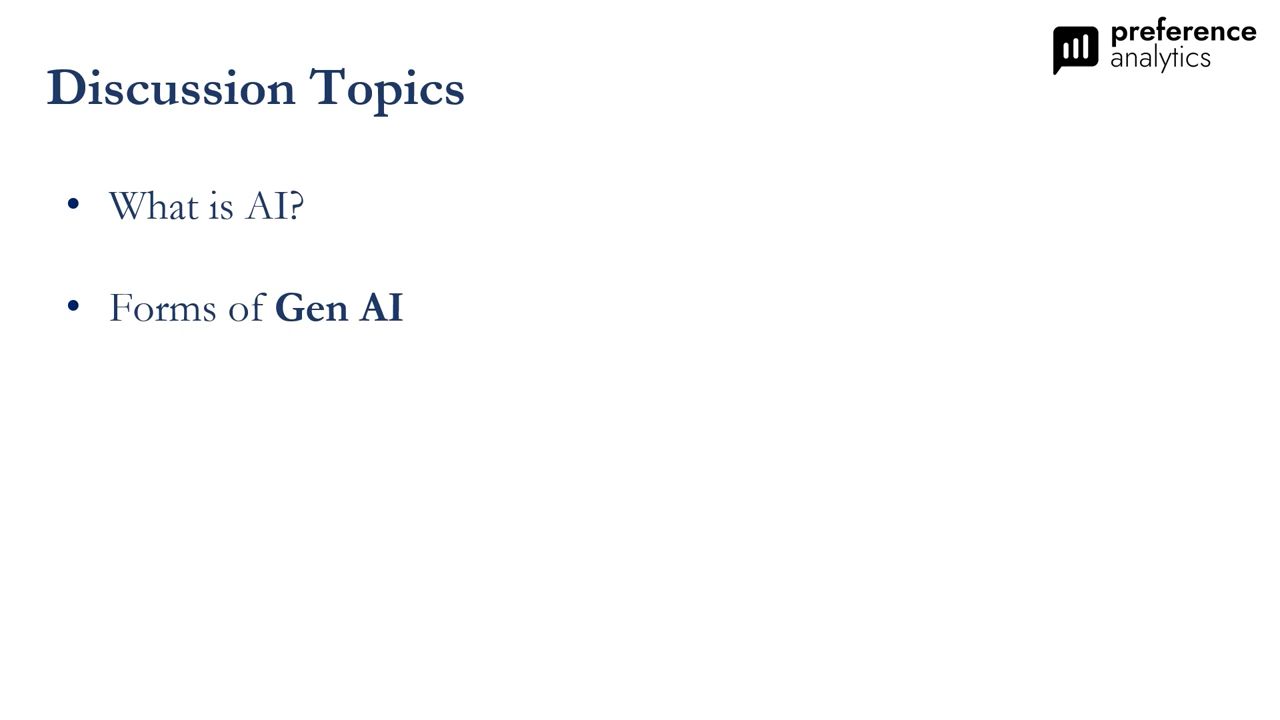 preference
analytics
Discussion Topics
• What is AI?
• Forms of Gen AI